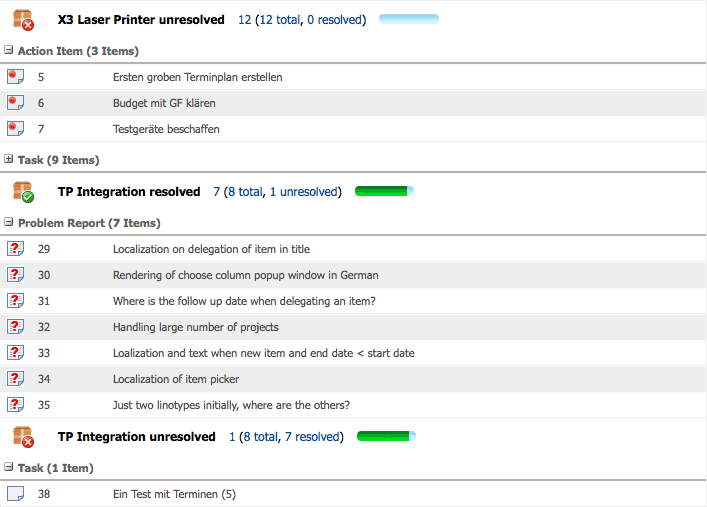 X3 Laser Printer unresolved 12 (12 total, 0 resolved)
Action Item (3 Items)
5 Ersten groben Terminplan erstellen
6 Budget mit GF klären
7 Testgeräte beschaffen
Task (9 Items)
TP Integration resolved 7 (8 total, 1 unresolved)
Problem Report (7 Items)
29 Localization on delegation of item in title
30 Rendering of choose column popup window in German
31 Where is the follow up date when delegating an item?
32 Handling large number of projects
33 Loalization and text when new item and end date < start date
34 Localization of item picker
35 Just two linotypes initially, where are the others?
TP Integration unresolved 1 (8 total, 7 resolved)
Task (1 Item)
38 Ein Test mit Terminen (5)